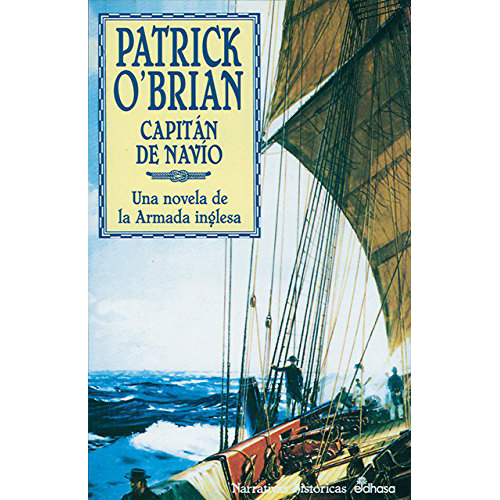 PATRICK
O'BRIAN
CAPITÁN
DE NAVÍO
Una novela de
la Armada inglesa
Narrativas históricas edhasa